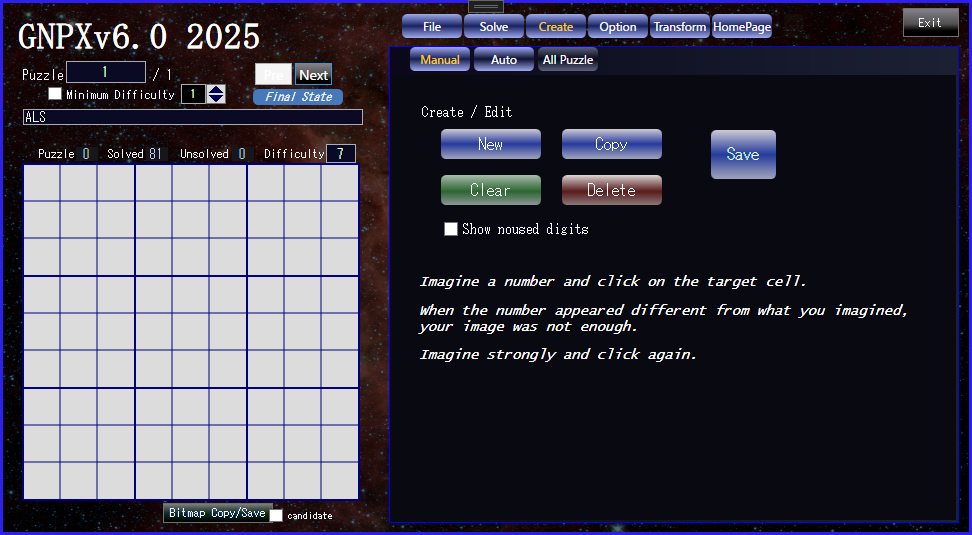 GNPXv6.0 2025
File Solve Create Option Transform HomePage Exit
Puzzle 1 / 1
Pre Next
Minimum Difficulty 1
Final State
ALS
Puzzle 0 Solved 81 Unsolved 0 Difficulty 7
Bitmap Copy/Save candidate
Manual Auto All Puzzle
Create / Edit
New Copy Save
Clear Delete
Show noused digits
Imagine a number and click on the target cell.
When the number appeared different from what you imagined,
your image was not enough.
Imagine strongly and click again.